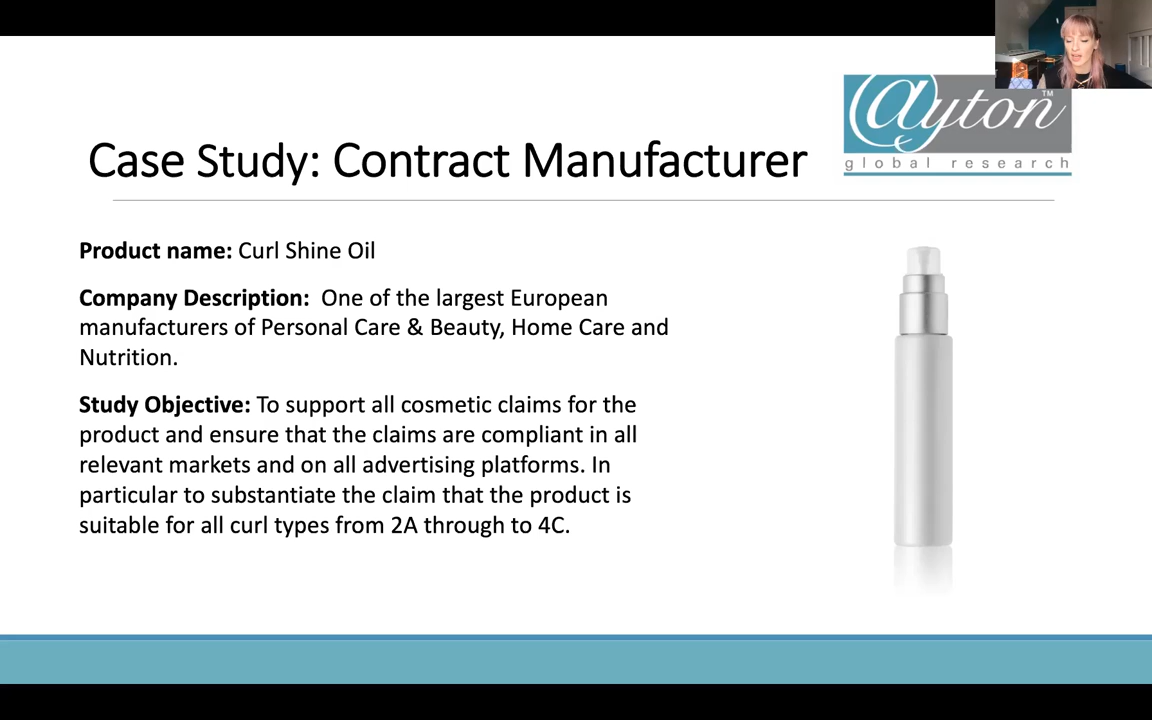 @yton™
global research
Case Study: Contract Manufacturer
Product name: Curl Shine Oil
Company Description:  One of the largest European
manufacturers of Personal Care & Beauty, Home Care and
Nutrition.
Study Objective: To support all cosmetic claims for the
product and ensure that the claims are compliant in all
relevant markets and on all advertising platforms. In
particular to substantiate the claim that the product is
suitable for all curl types from 2A through to 4C.